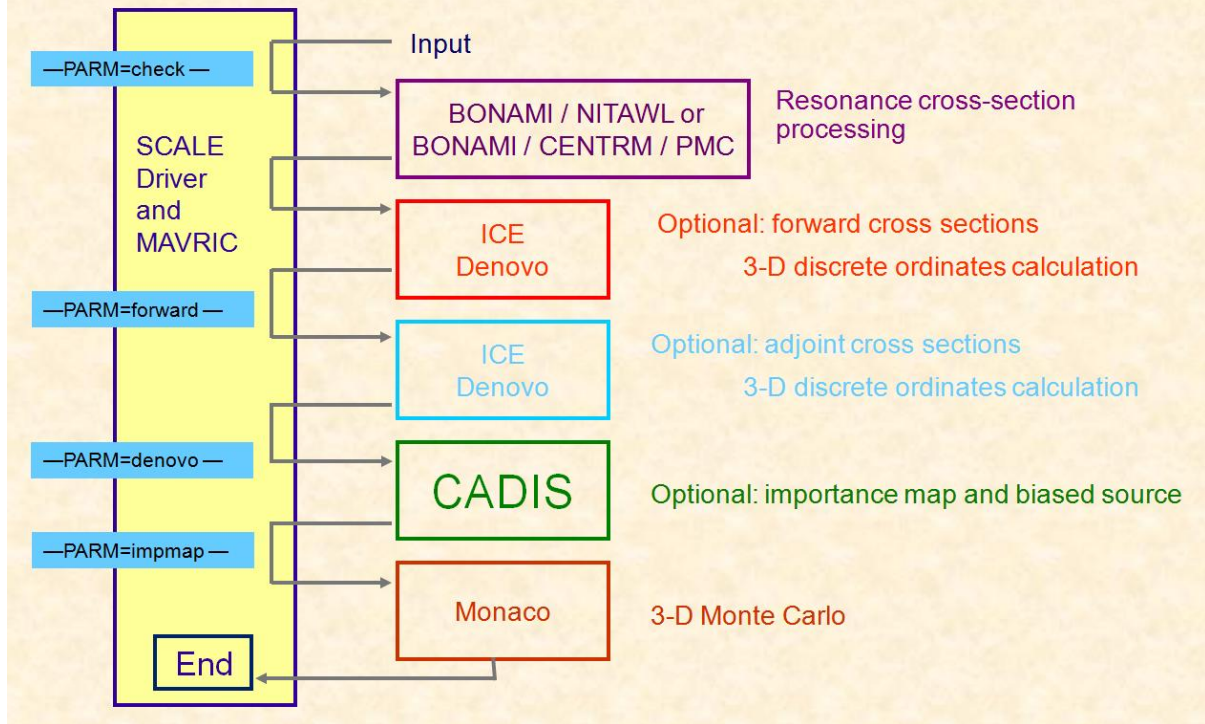 Input
—PARM=check —
BONAMI / NITAWL or
BONAMI / CENTRM / PMC
Resonance cross-section
processing
SCALE
Driver
and
MAVRIC
ICE
Denovo
Optional: forward cross sections
3-D discrete ordinates calculation
—PARM=forward —
ICE
Denovo
Optional: adjoint cross sections
3-D discrete ordinates calculation
—PARM=denovo —
CADIS
Optional: importance map and biased source
—PARM=impmap —
Monaco
3-D Monte Carlo
End